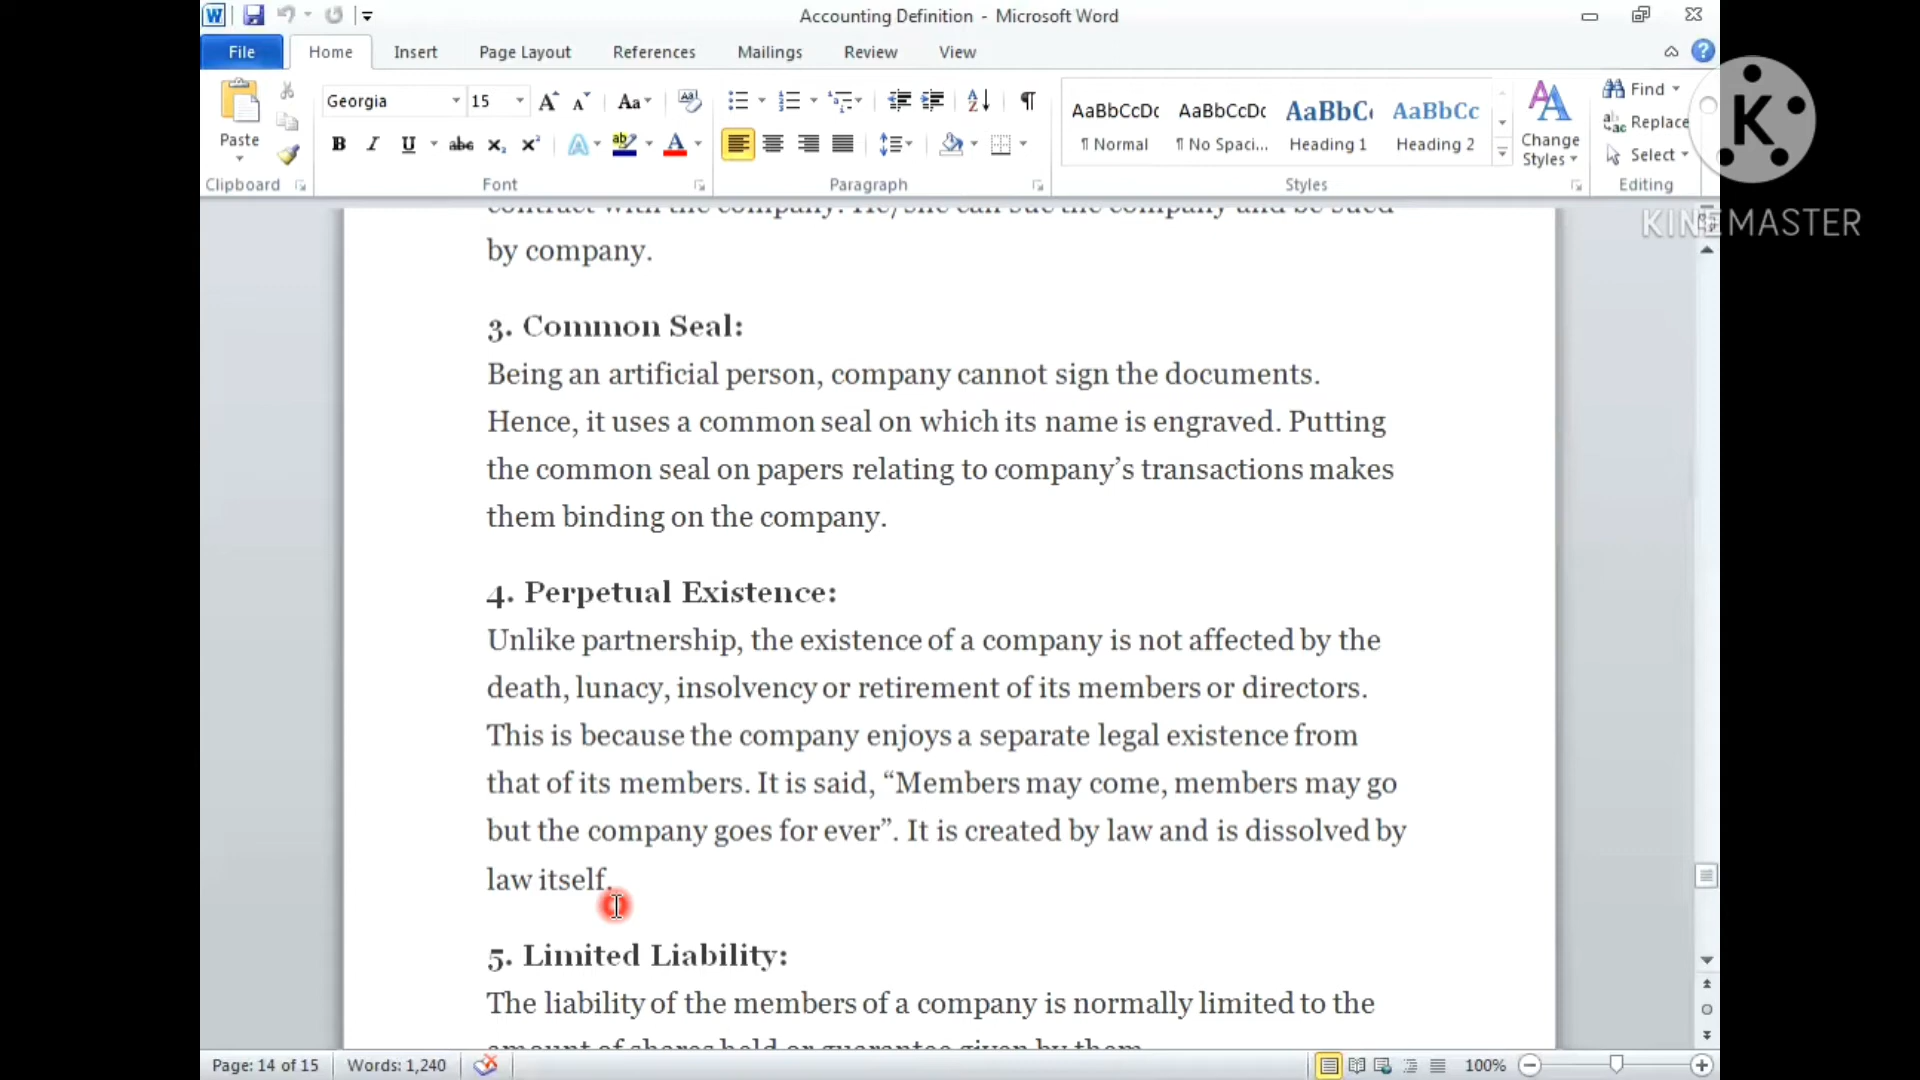 Accounting Definition - Microsoft Word
File Home Insert Page Layout References Mailings Review View
Georgia 15 Aa
Paste
B I U abc X₂ X² A ab A
AaBbCcDc AaBbCcDc AaBbC AaBbCc
¶ Normal ¶ No Spaci... Heading 1 Heading 2
Change Styles
Find
Replace
Select
Clipboard Font Paragraph Styles Editing
K
KINEMASTER
contract with the company. He/she can sue the company and be sued
by company.
3. Common Seal:
Being an artificial person, company cannot sign the documents.
Hence, it uses a common seal on which its name is engraved. Putting
the common seal on papers relating to company’s transactions makes
them binding on the company.
4. Perpetual Existence:
Unlike partnership, the existence of a company is not affected by the
death, lunacy, insolvency or retirement of its members or directors.
This is because the company enjoys a separate legal existence from
that of its members. It is said, “Members may come, members may go
but the company goes for ever”. It is created by law and is dissolved by
law itself.
5. Limited Liability:
The liability of the members of a company is normally limited to the
amount of shares held or guarantee given by them.
Page: 14 of 15 Words: 1,240 100%